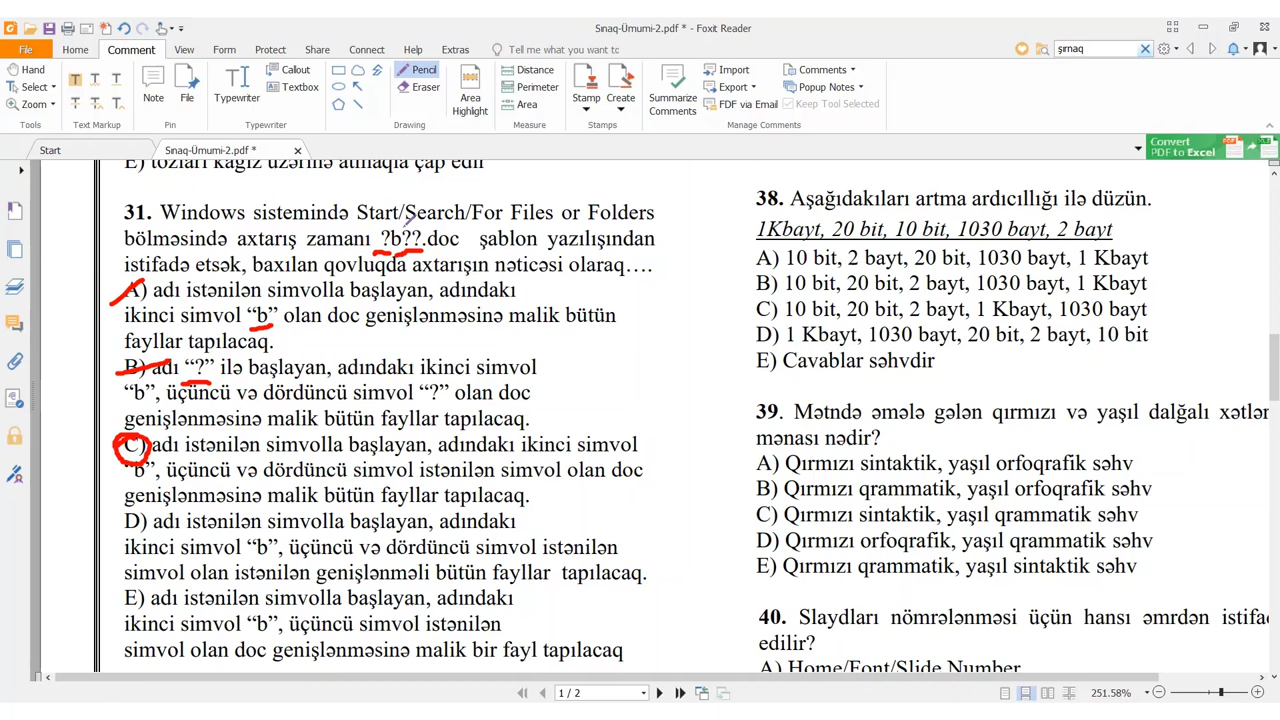 Sınaq-Ümumi-2.pdf * - Foxit Reader
File Home Comment View Form Protect Share Connect Help Extras Tell me what you want to şırnaq
Hand Callout Pencil Distance Import Comments
Select Note File Typewriter Textbox Eraser Area Highlight Perimeter Stamp Create Summarize Comments Export Popup Notes
Zoom Area FDF via Email Keep Tool Selected
Tools Text Markup Pin Typewriter Drawing Measure Stamps Manage Comments
Start Sınaq-Ümumi-2.pdf * Convert PDF to Excel
E) tozları kağız üzərinə atmaqla çap edir
31. Windows sistemində Start/Search/For Files or Folders
bölməsində axtarış zamanı ?b??.doc şablon yazılışından
istifadə etsək, baxılan qovluqda axtarışın nəticəsi olaraq….
A) adı istənilən simvolla başlayan, adındakı
ikinci simvol “b” olan doc genişlənməsinə malik bütün
fayllar tapılacaq.
B) adı “?” ilə başlayan, adındakı ikinci simvol
“b”, üçüncü və dördüncü simvol “?” olan doc
genişlənməsinə malik bütün fayllar tapılacaq.
C) adı istənilən simvolla başlayan, adındakı ikinci simvol
“b”, üçüncü və dördüncü simvol istənilən simvol olan doc
genişlənməsinə malik bütün fayllar tapılacaq.
D) adı istənilən simvolla başlayan, adındakı
ikinci simvol “b”, üçüncü və dördüncü simvol istənilən
simvol olan istənilən genişlənməli bütün fayllar tapılacaq.
E) adı istənilən simvolla başlayan, adındakı
ikinci simvol “b”, üçüncü simvol istənilən
simvol olan doc genişlənməsinə malik bir fayl tapılacaq
38. Aşağıdakıları artma ardıcıllığı ilə düzün.
1Kbayt, 20 bit, 10 bit, 1030 bayt, 2 bayt
A) 10 bit, 2 bayt, 20 bit, 1030 bayt, 1 Kbayt
B) 10 bit, 20 bit, 2 bayt, 1030 bayt, 1 Kbayt
C) 10 bit, 20 bit, 2 bayt, 1 Kbayt, 1030 bayt
D) 1 Kbayt, 1030 bayt, 20 bit, 2 bayt, 10 bit
E) Cavablar səhvdir
39. Mətndə əmələ gələn qırmızı və yaşıl dalğalı xətlər
mənası nədir?
A) Qırmızı sintaktik, yaşıl orfoqrafik səhv
B) Qırmızı qrammatik, yaşıl orfoqrafik səhv
C) Qırmızı sintaktik, yaşıl qrammatik səhv
D) Qırmızı orfoqrafik, yaşıl qrammatik səhv
E) Qırmızı qrammatik, yaşıl sintaktik səhv
40. Slaydları nömrələnməsi üçün hansı əmrdən istifa
edilir?
A) Home/Font/Slide Number
1 / 2 251.58%